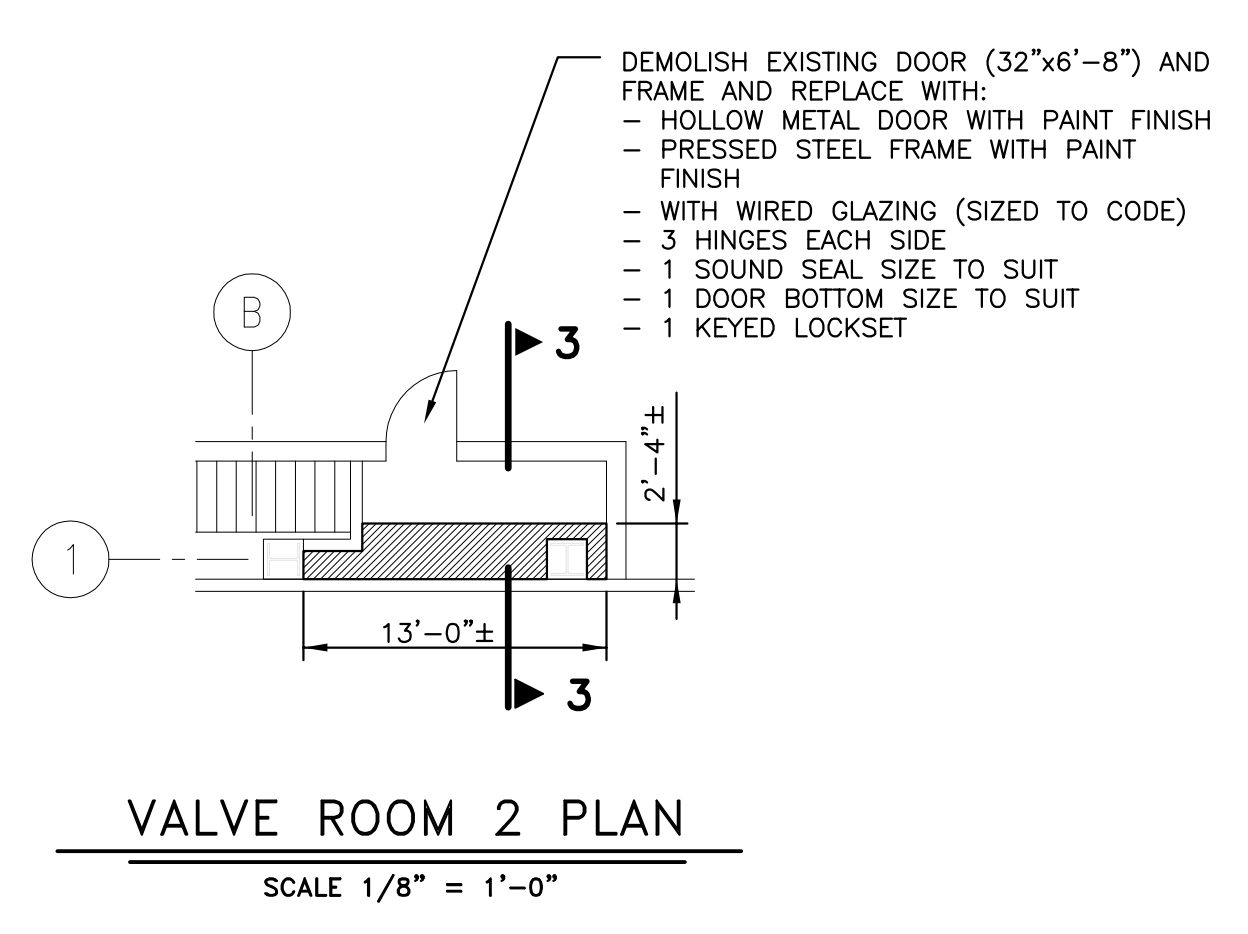 DEMOLISH EXISTING DOOR (32”x6’–8”) AND
FRAME AND REPLACE WITH:
– HOLLOW METAL DOOR WITH PAINT FINISH
– PRESSED STEEL FRAME WITH PAINT
FINISH
– WITH WIRED GLAZING (SIZED TO CODE)
– 3 HINGES EACH SIDE
– 1 SOUND SEAL SIZE TO SUIT
– 1 DOOR BOTTOM SIZE TO SUIT
– 1 KEYED LOCKSET
B
3
2’–4”±
1
13’–0”±
3
VALVE ROOM 2 PLAN
SCALE 1/8” = 1’–0”